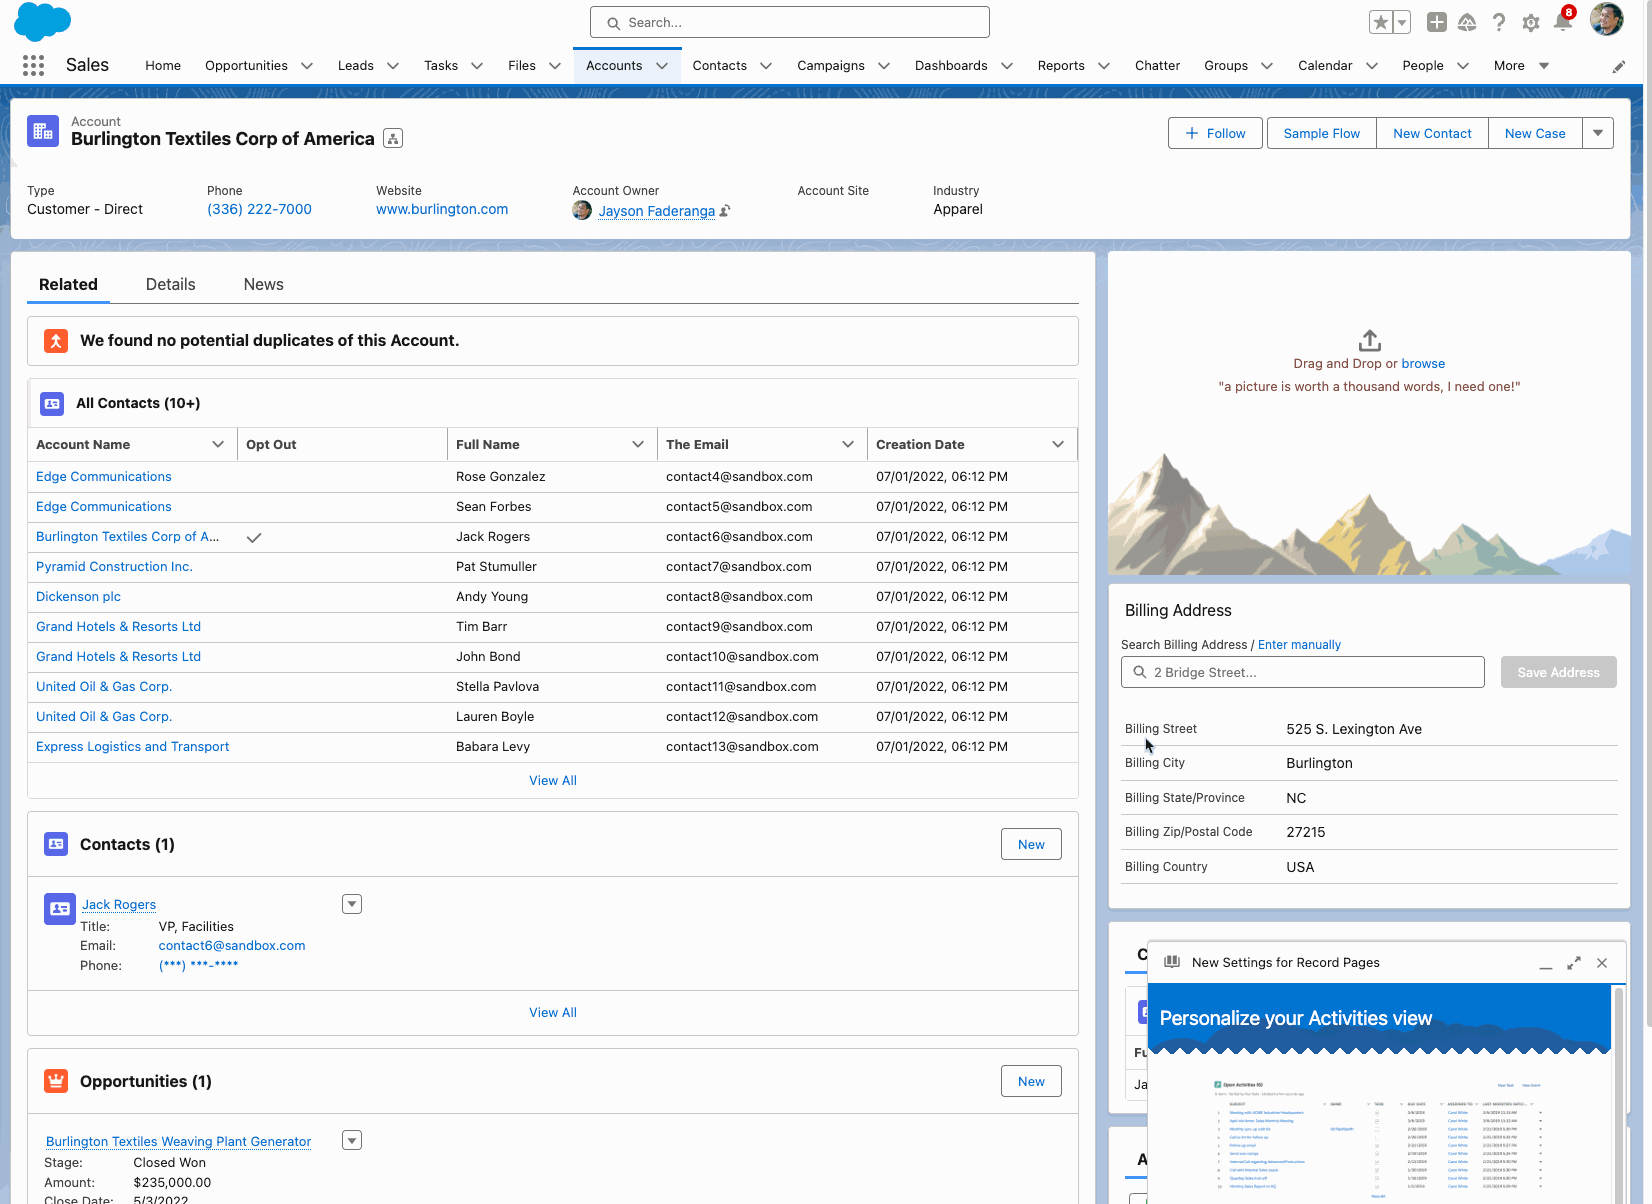 Search...
8
Sales
Home Opportunities Leads Tasks Files Accounts Contacts Campaigns Dashboards Reports Chatter Groups Calendar People More
Account
Burlington Textiles Corp of America
Follow Sample Flow New Contact New Case
Type Phone Website Account Owner Account Site Industry
Customer - Direct (336) 222-7000 www.burlington.com Jayson Faderanga Apparel
Related Details News
We found no potential duplicates of this Account.
All Contacts (10+)
Account Name Opt Out Full Name The Email Creation Date
Edge Communications Rose Gonzalez contact4@sandbox.com 07/01/2022, 06:12 PM
Edge Communications Sean Forbes contact5@sandbox.com 07/01/2022, 06:12 PM
Burlington Textiles Corp of A... Jack Rogers contact6@sandbox.com 07/01/2022, 06:12 PM
Pyramid Construction Inc. Pat Stumuller contact7@sandbox.com 07/01/2022, 06:12 PM
Dickenson plc Andy Young contact8@sandbox.com 07/01/2022, 06:12 PM
Grand Hotels & Resorts Ltd Tim Barr contact9@sandbox.com 07/01/2022, 06:12 PM
Grand Hotels & Resorts Ltd John Bond contact10@sandbox.com 07/01/2022, 06:12 PM
United Oil & Gas Corp. Stella Pavlova contact11@sandbox.com 07/01/2022, 06:12 PM
United Oil & Gas Corp. Lauren Boyle contact12@sandbox.com 07/01/2022, 06:12 PM
Express Logistics and Transport Babara Levy contact13@sandbox.com 07/01/2022, 06:12 PM
View All
Contacts (1)
New
Jack Rogers
Title: VP, Facilities
Email: contact6@sandbox.com
Phone: (***) ***-****
View All
Opportunities (1)
New
Burlington Textiles Weaving Plant Generator
Stage: Closed Won
Amount: $235,000.00
Close Date: 5/3/2022
Drag and Drop or browse
"a picture is worth a thousand words, I need one!"
Billing Address
Search Billing Address / Enter manually
2 Bridge Street...
Save Address
Billing Street 525 S. Lexington Ave
Billing City Burlington
Billing State/Province NC
Billing Zip/Postal Code 27215
Billing Country USA
C
Fu
Ja
A
New Settings for Record Pages
Personalize your Activities view
Open Activities